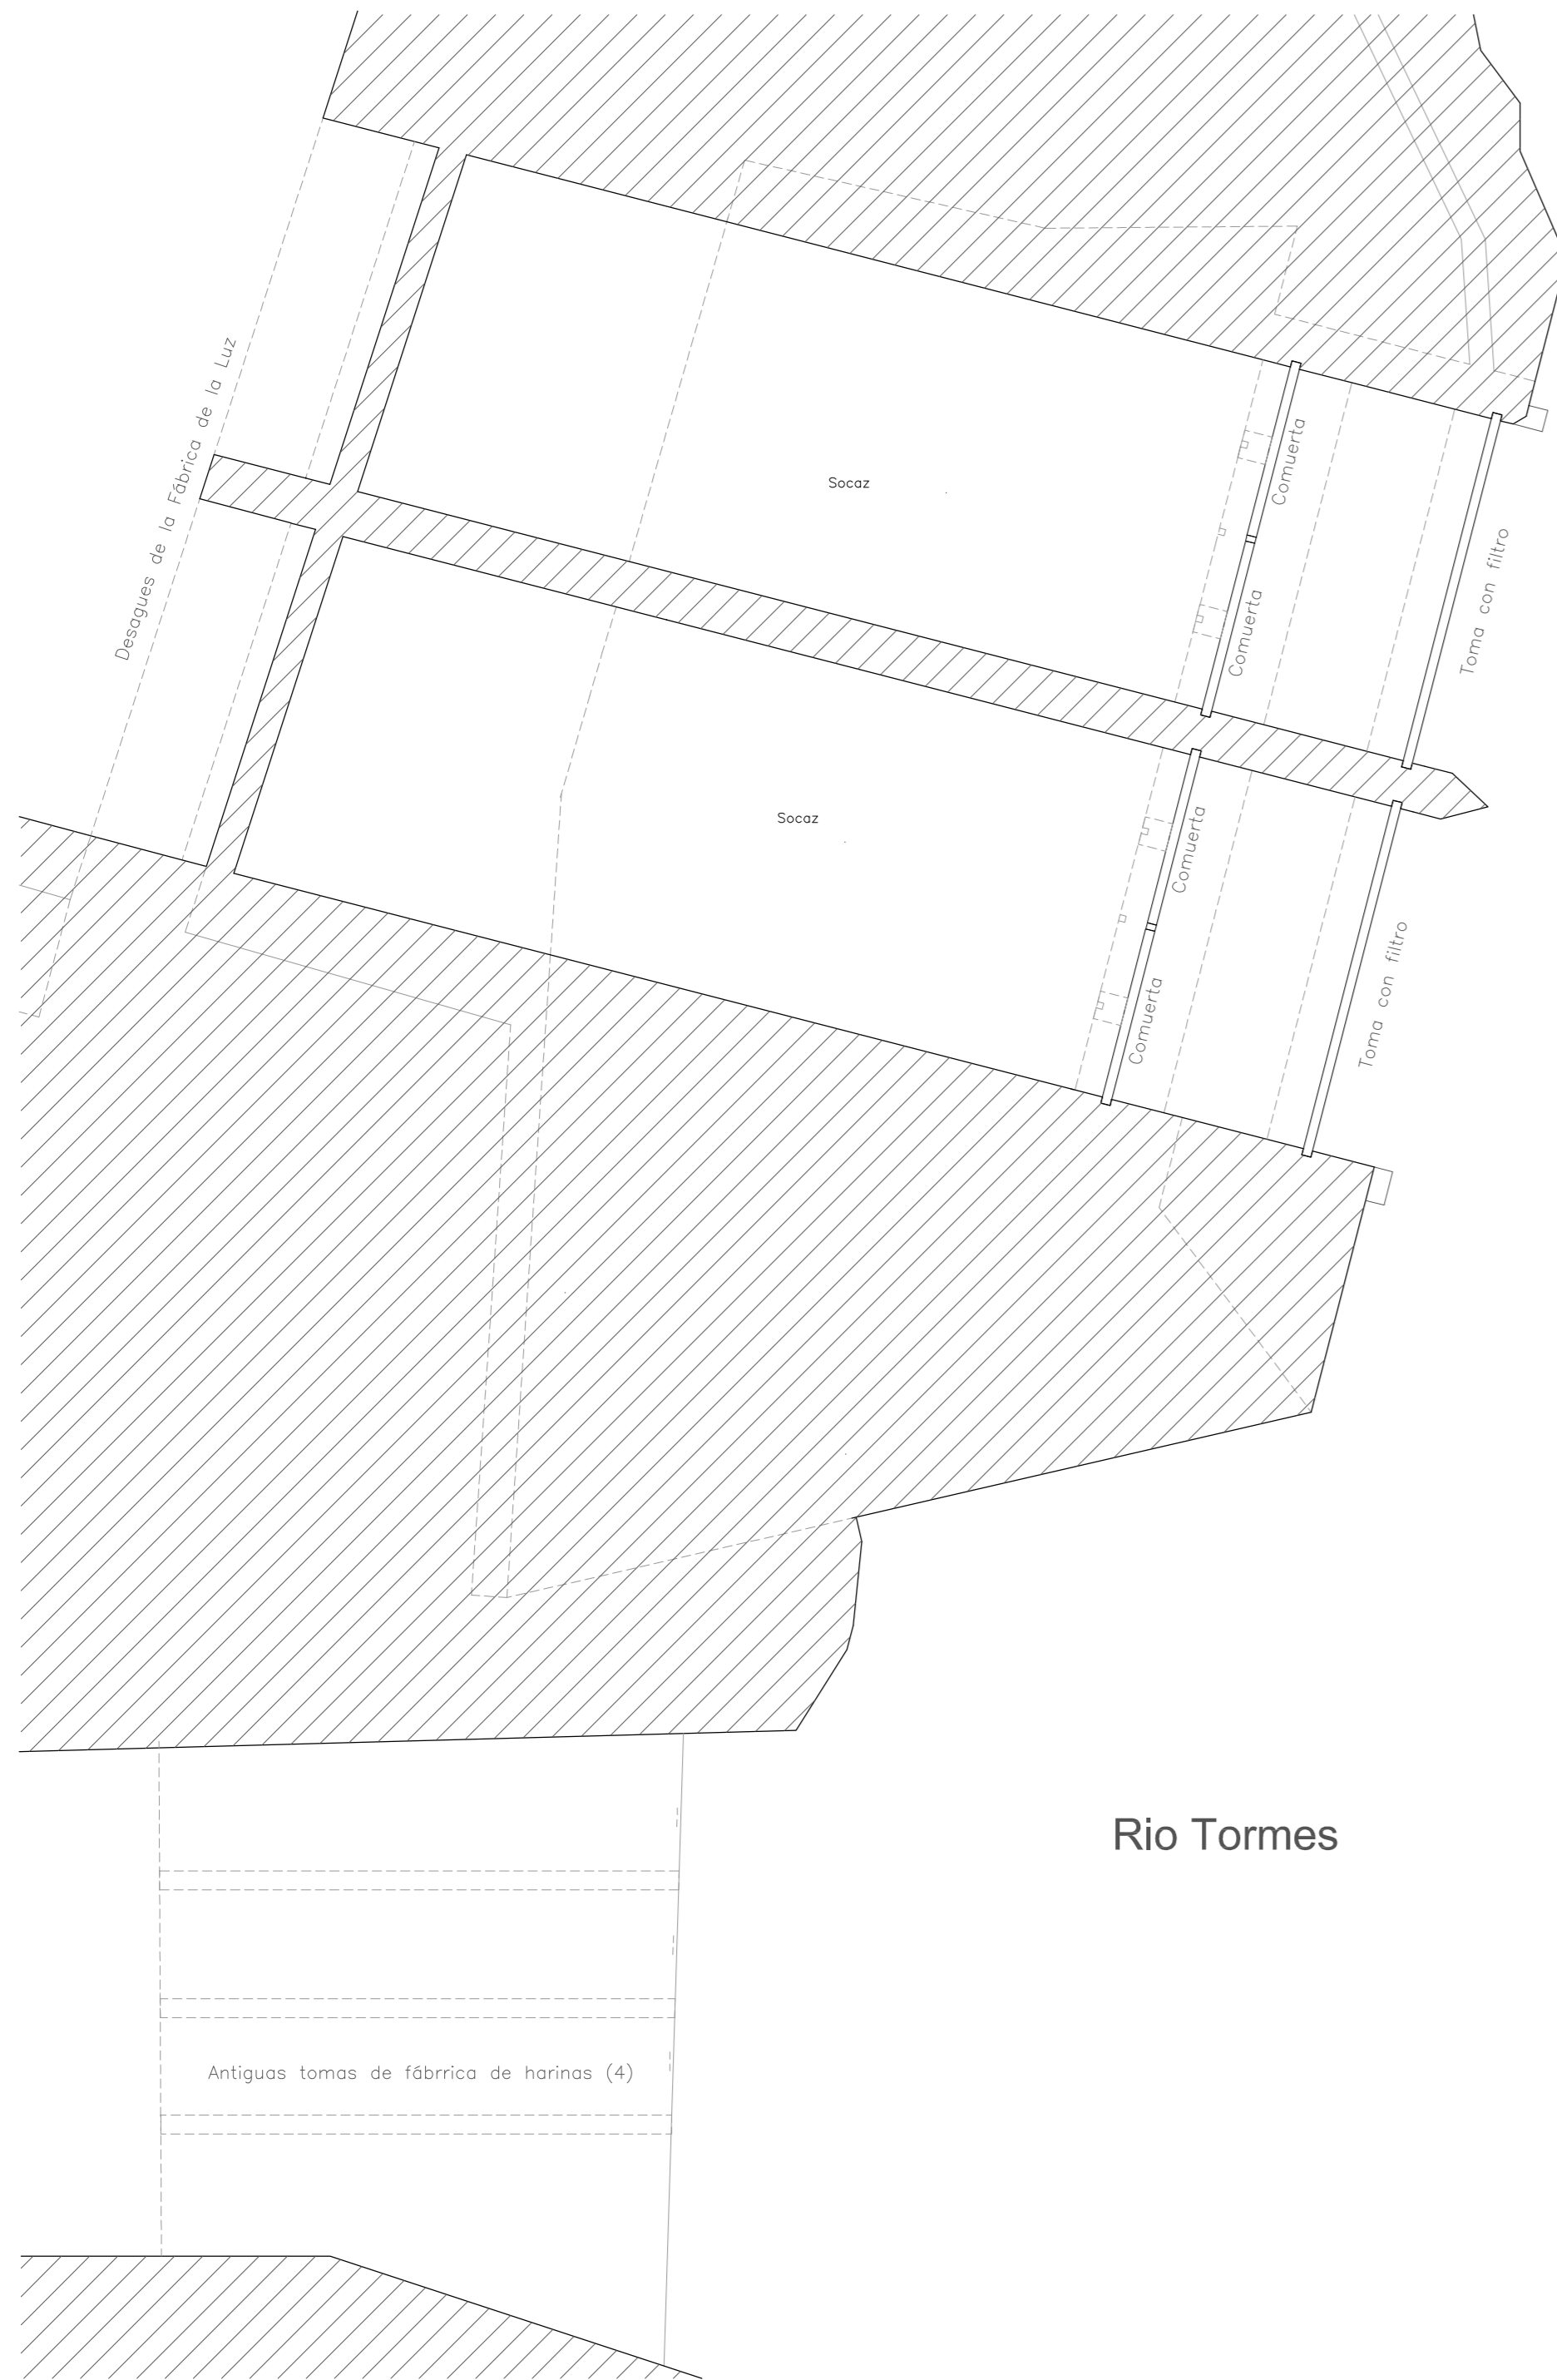 Desagues de la Fábrica de la Luz
Socaz
Comuerta
Comuerta
Toma con filtro
Socaz
Comuerta
Comuerta
Toma con filtro
Rio Tormes
Antiguas tomas de fábrrica de harinas (4)